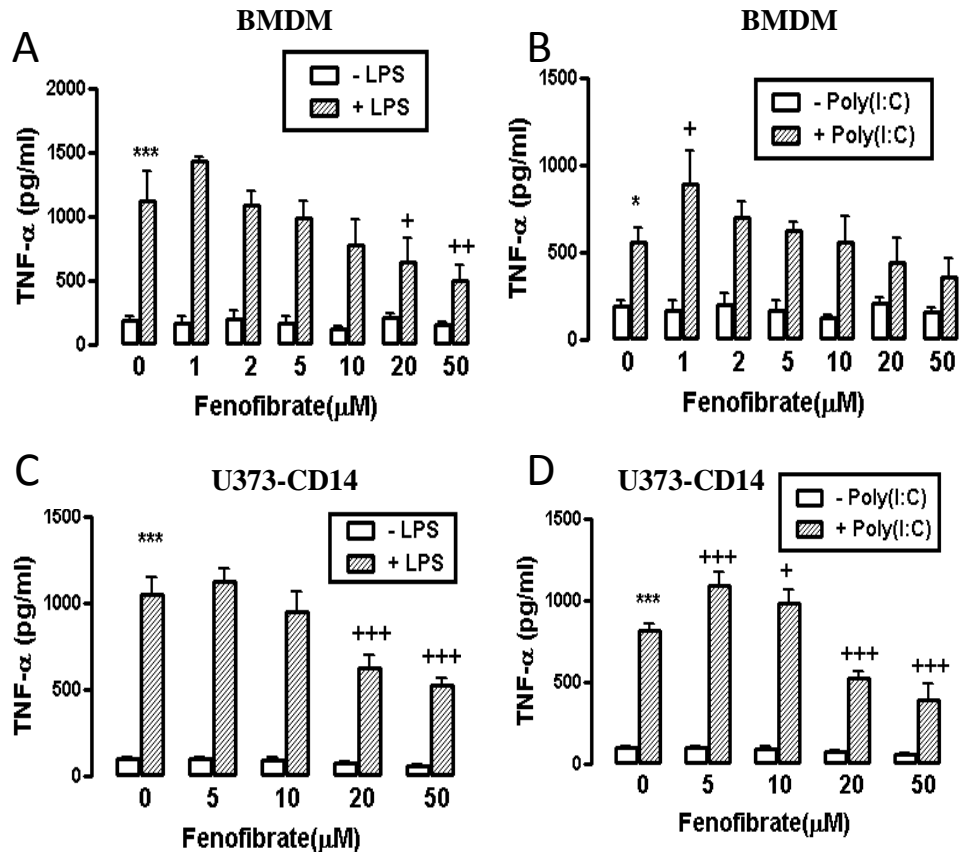 BMDM
A
- LPS
+ LPS
2000
1500
1000
500
0
TNF-α (pg/ml)
***
+
++
0 1 2 5 10 20 50
Fenofibrate(μM)
BMDM
B
- Poly(I:C)
+ Poly(I:C)
1500
1000
500
0
TNF-α (pg/ml)
*
+
0 1 2 5 10 20 50
Fenofibrate(μM)
U373-CD14
C
- LPS
+ LPS
1500
1000
500
0
TNF-α (pg/ml)
***
+++
+++
0 5 10 20 50
Fenofibrate(μM)
U373-CD14
D
- Poly(I:C)
+ Poly(I:C)
1500
1000
500
0
TNF-α (pg/ml)
***
+++
+
+++
+++
0 5 10 20 50
Fenofibrate(μM)